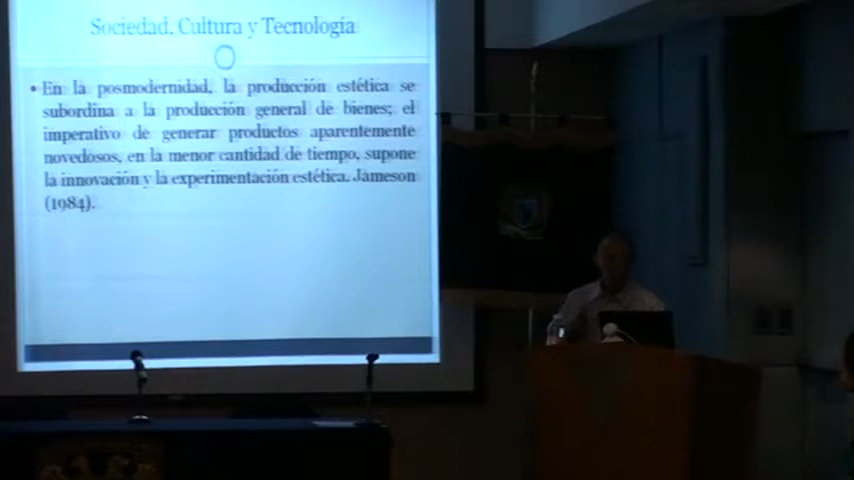 Sociedad, Cultura y Tecnología
• En la posmodernidad, la producción estética se
subordina a la producción general de bienes; el
imperativo de generar productos aparentemente
novedosos, en la menor cantidad de tiempo, supone
la innovación y la experimentación estética. Jameson
(1984).